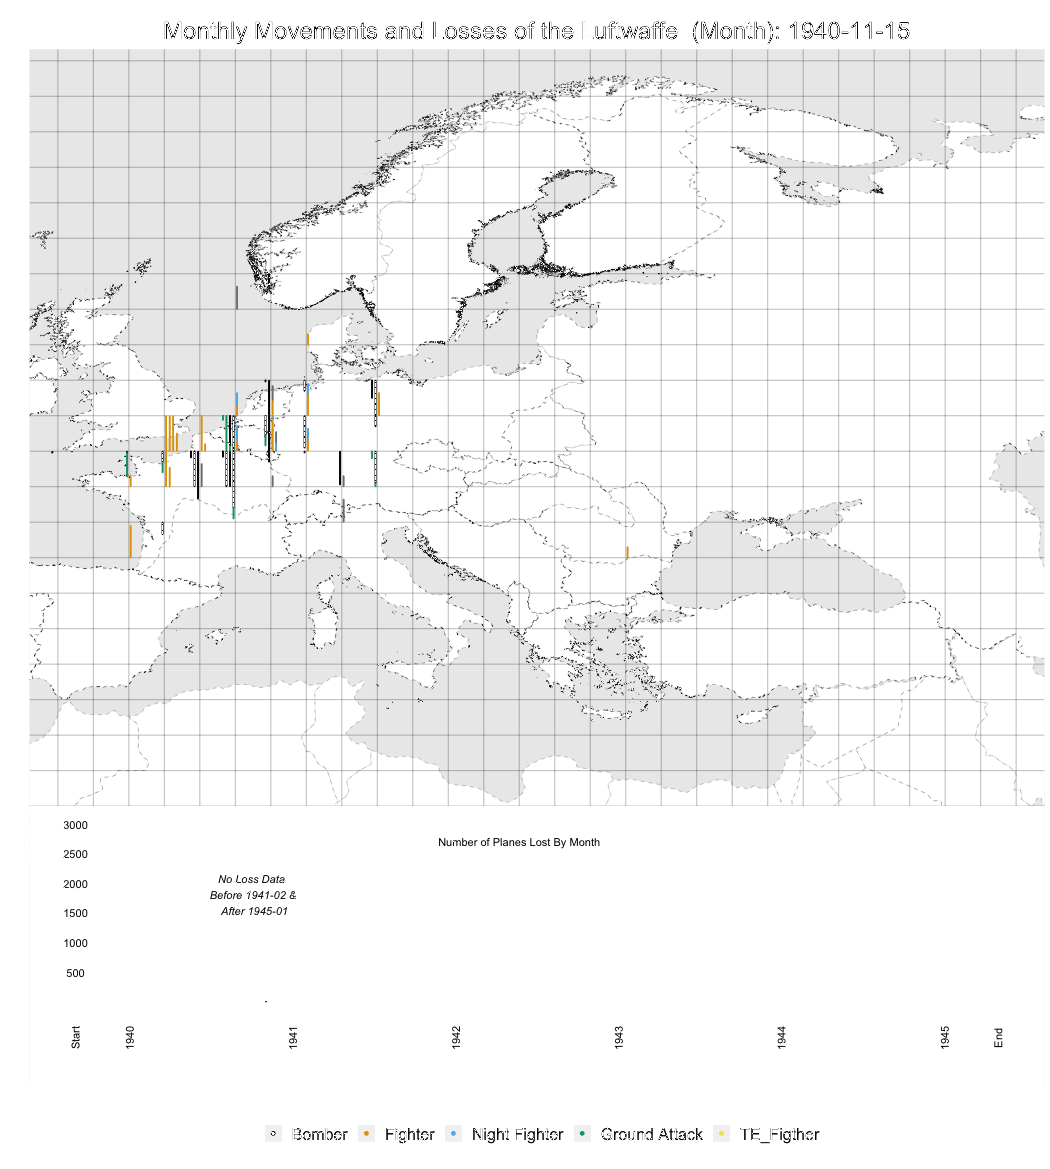 Monthly Movements and Losses of the Luftwaffe (Month): 1940-11-15
3000
Number of Planes Lost By Month
2500
No Loss Data
2000
Before 1941-02 &
After 1945-01
1500
1000
500
Start
1940
1941
1942
1943
1944
1945
End
Bomber
Fighter
Night Fighter
Ground Attack
TE_Figther